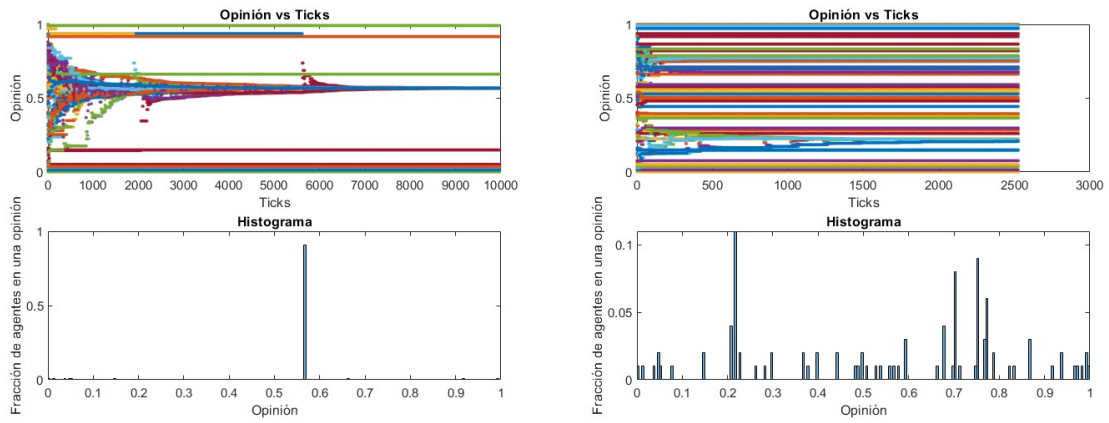 Opinión vs Ticks
1
0.5
0
Opinión
0 1000 2000 3000 4000 5000 6000 7000 8000 9000 10000
Ticks
Histograma
1
0.5
0
Fracción de agentes en una opinión
0 0.1 0.2 0.3 0.4 0.5 0.6 0.7 0.8 0.9 1
Opinión
Opinión vs Ticks
1
0.5
0
Opinión
0 500 1000 1500 2000 2500 3000
Ticks
Histograma
0.1
0.05
0
Fracción de agentes en una opinión
0 0.1 0.2 0.3 0.4 0.5 0.6 0.7 0.8 0.9 1
Opinión